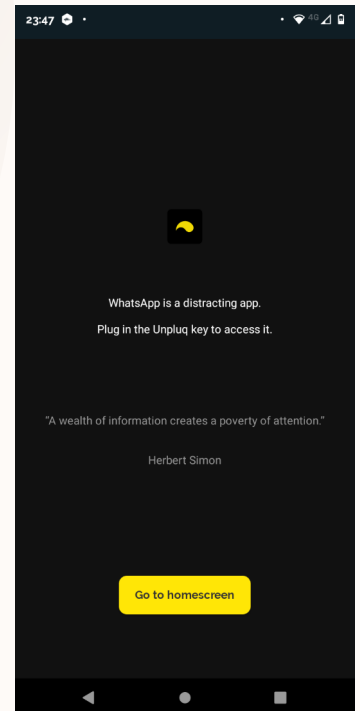 23:47
4G
WhatsApp is a distracting app.
Plug in the Unpluq key to access it.
"A wealth of information creates a poverty of attention."
Herbert Simon
Go to homescreen